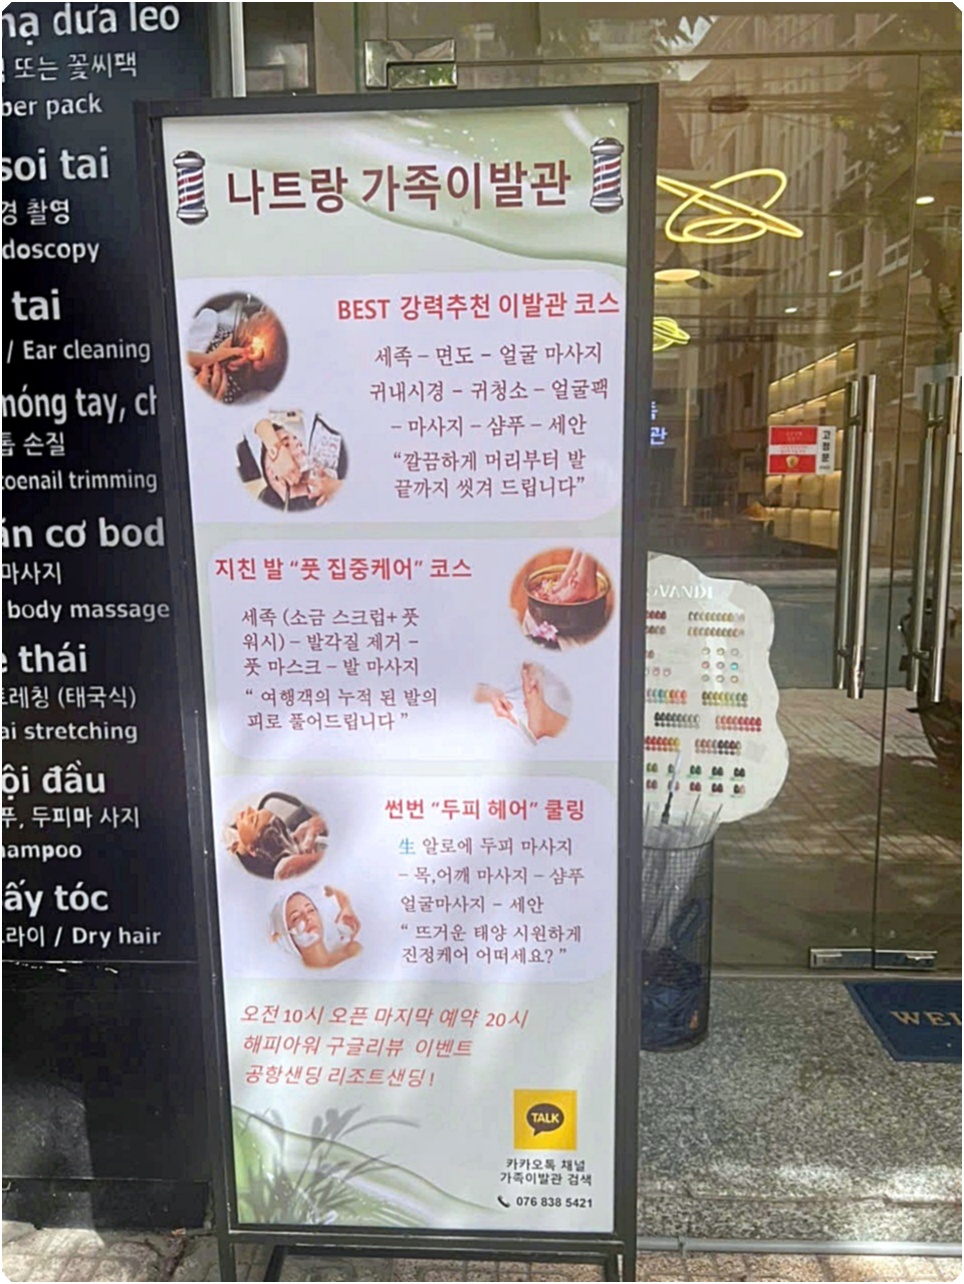 dưa leo
또는 꽃씨팩
per pack
soi tai
경 촬영
doscopy
tai
/ Ear cleaning
móng tay,
톱 손질
toenail trimming
cơ bod
마사지
body massage
thái
트레칭 (태국식)
ai stretching
ội đầu
푸, 두피마 사지
hampoo
ấy tóc
라이 / Dry hair
나트랑 가족이발관
BEST 강력추천 이발관 코스
세족 – 면도 – 얼굴 마사지
귀내시경 – 귀청소 – 얼굴팩
– 마사지 – 샴푸 – 세안
“깔끔하게 머리부터 발
끝까지 씻겨 드립니다”
지친 발 “풋 집중케어” 코스
세족 (소금 스크럽+ 풋
워시) – 발각질 제거 –
풋 마스크 – 발 마사지
“ 여행객의 누적 된 발의
피로 풀어드립니다 ”
썬번 “두피 헤어” 쿨링
生 알로에 두피 마사지
– 목,어깨 마사지 – 샴푸
얼굴마사지 – 세안
“ 뜨거운 태양 시원하게
진정케어 어떠세요? ”
오전10시 오픈 마지막 예약 20시
해피아워 구글리뷰 이벤트
공항샌딩 리조트샌딩!
TALK
카카오톡 채널
가족이발관 검색
076 838 5421
고정문
WEL